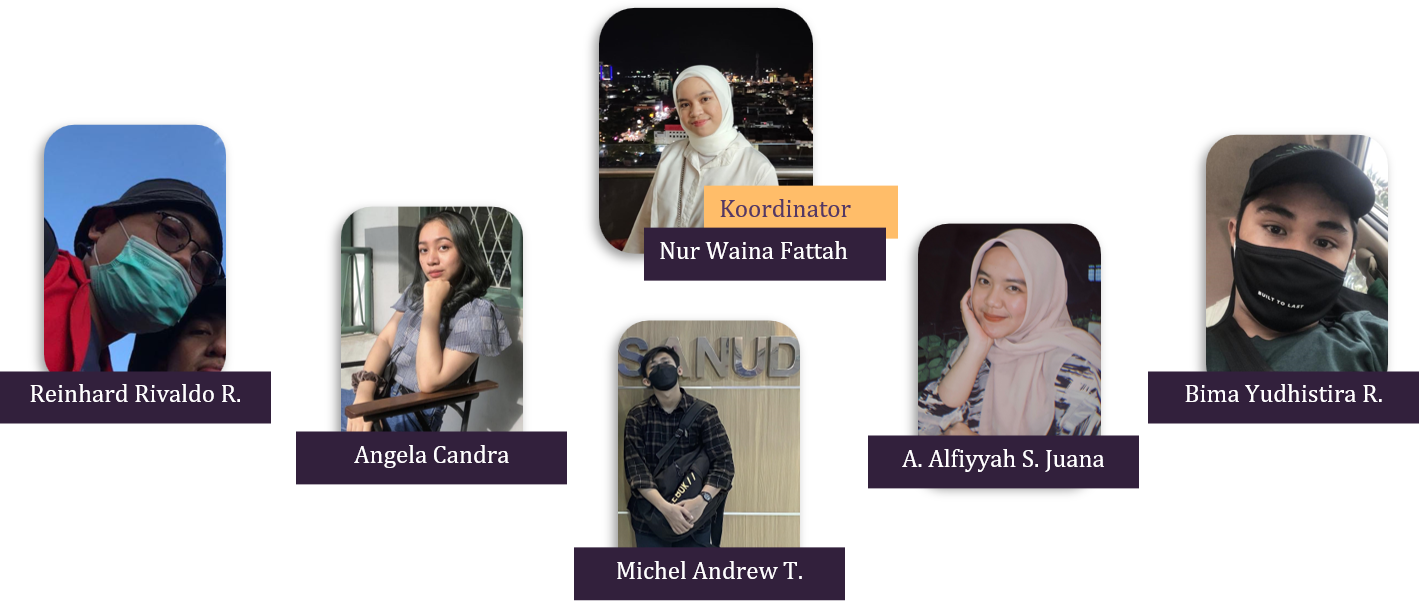 Koordinator
Nur Waina Fattah
Reinhard Rivaldo R.
Angela Candra
SANUD
Michel Andrew T.
A. Alfiyyah S. Juana
BUILT TO LAST
Bima Yudhistira R.